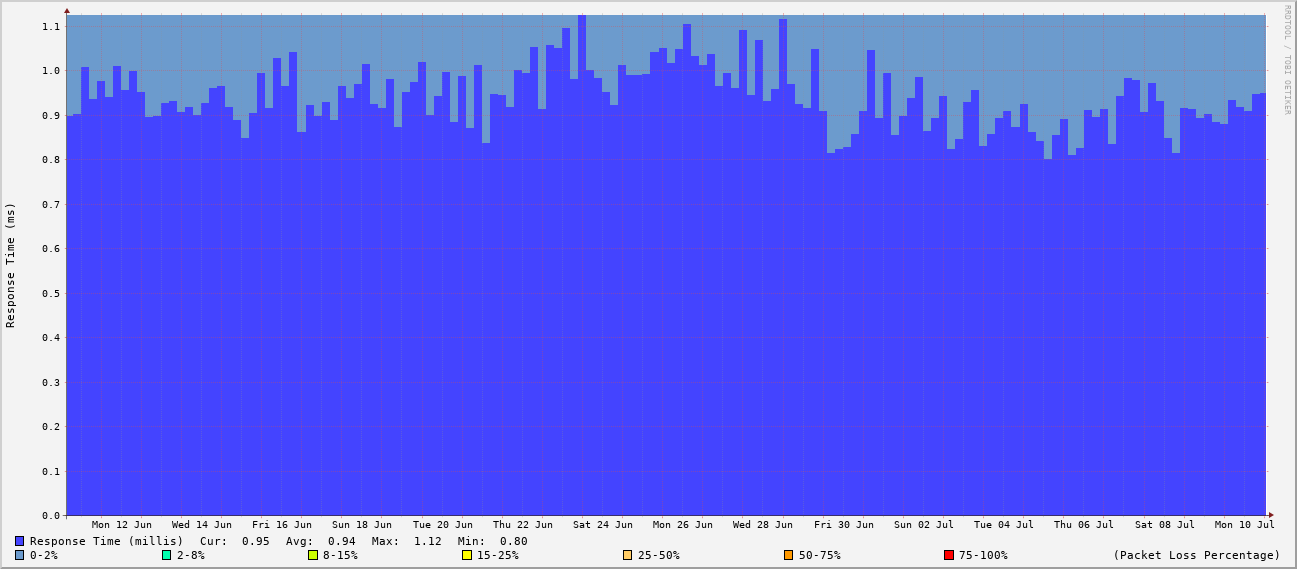 RRDTOOL / TOBI OETIKER
Response Time (ms)
1.1
1.0
0.9
0.8
0.7
0.6
0.5
0.4
0.3
0.2
0.1
0.0
Mon 12 Jun Wed 14 Jun Fri 16 Jun Sun 18 Jun Tue 20 Jun Thu 22 Jun Sat 24 Jun Mon 26 Jun Wed 28 Jun Fri 30 Jun Sun 02 Jul Tue 04 Jul Thu 06 Jul Sat 08 Jul Mon 10 Jul
Response Time (millis) Cur: 0.95 Avg: 0.94 Max: 1.12 Min: 0.80
0-2% 2-8% 8-15% 15-25% 25-50% 50-75% 75-100% (Packet Loss Percentage)